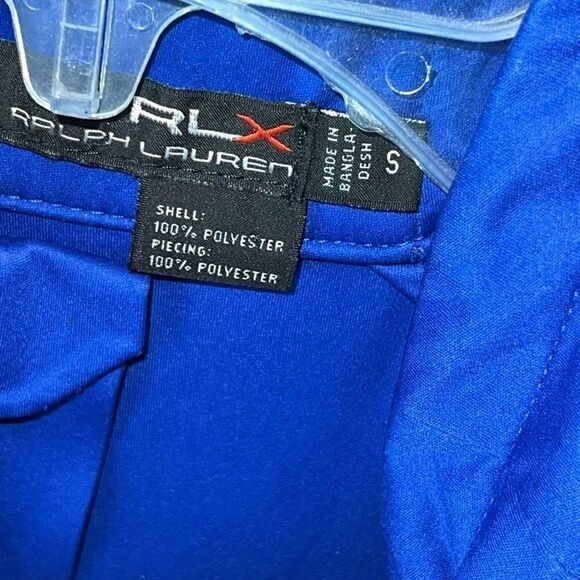 RLX
RALPH LAUREN
MADE IN
BANGLA-
DESH
S
SHELL:
100% POLYESTER
PIECING:
100% POLYESTER